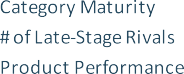 Category Maturity
# of Late-Stage Rivals
Product Performance